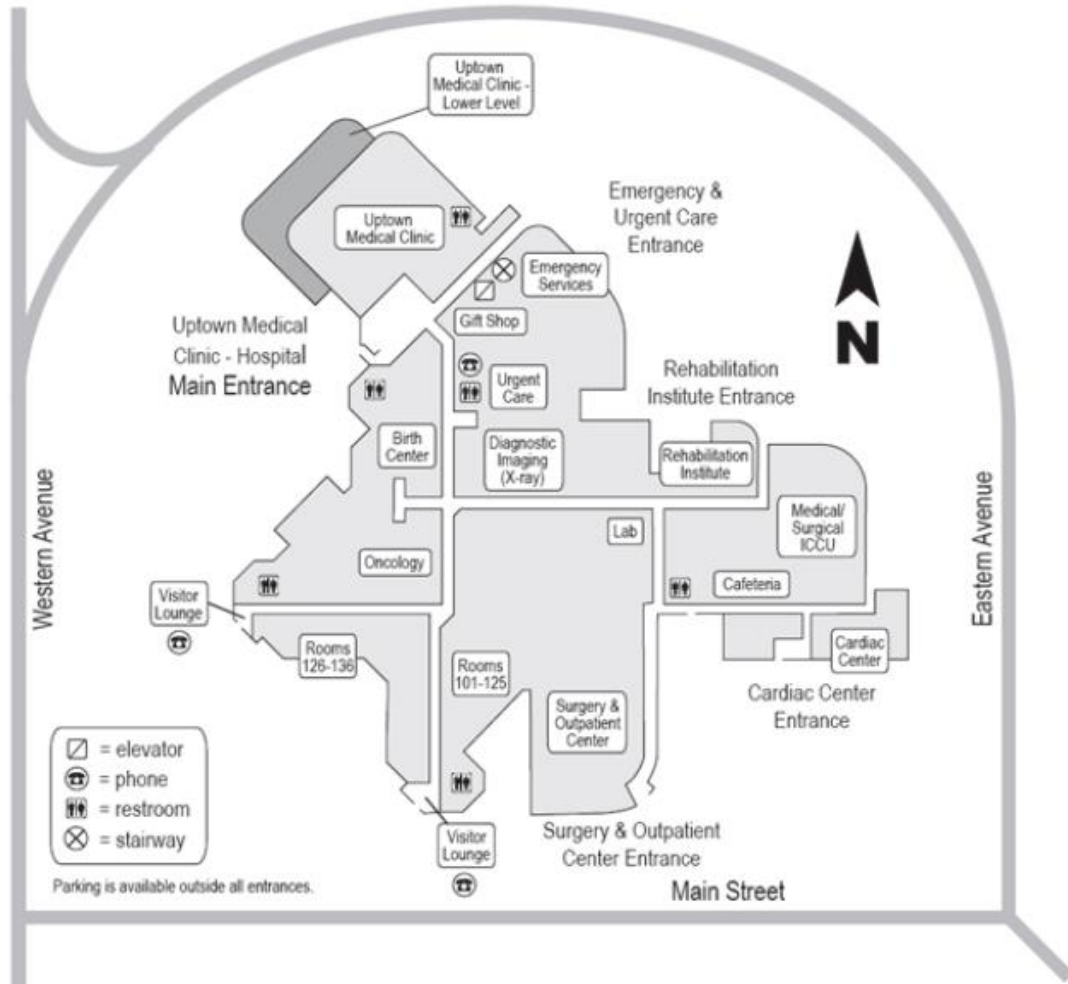 Uptown
Medical Clinic -
Lower Level
Uptown
Medical Clinic
Emergency &
Urgent Care
Entrance
Emergency
Services
Gift Shop
Uptown Medical
Clinic - Hospital
Main Entrance
N
Urgent
Care
Rehabilitation
Institute Entrance
Birth
Center
Diagnostic
Imaging
(X-ray)
Rehabilitation
Institute
Western Avenue
Eastern Avenue
Medical/
Surgical
ICCU
Lab
Oncology
Cafeteria
Visitor
Lounge
Rooms
126-136
Rooms
101-125
Cardiac
Center
Cardiac Center
Entrance
Surgery &
Outpatient
Center
= elevator
= phone
= restroom
= stairway
Visitor
Lounge
Surgery & Outpatient
Center Entrance
Parking is available outside all entrances.
Main Street